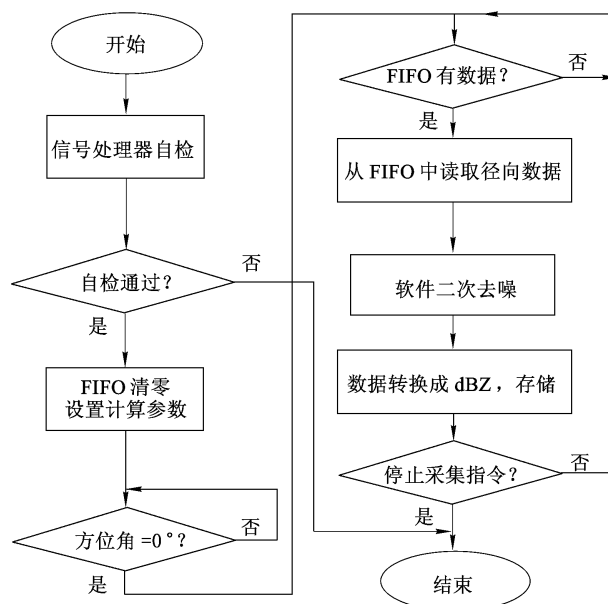 开始
信号处理器自检
自检通过?
否
是
FIFO 清零
设置计算参数
方位角 =0°?
否
是
FIFO 有数据?
否
是
从 FIFO 中读取径向数据
软件二次去噪
数据转换成 dBZ，存储
停止采集指令?
否
是
结束